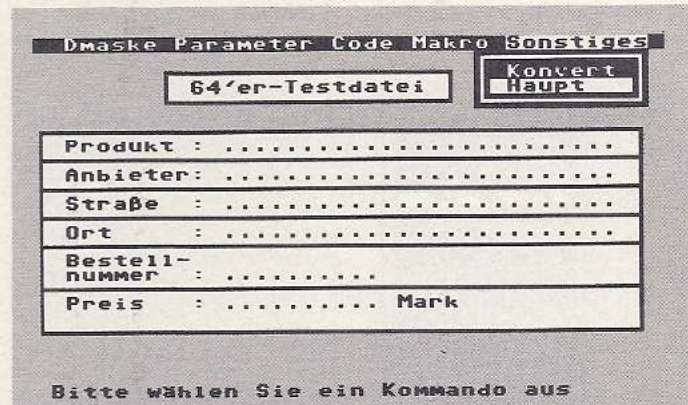 Dmaske Parameter Code Makro Sonstiges
Konvert
64'er-Testdatei Haupt
Produkt : ..........................
Anbieter: ..........................
Straße : ..........................
Ort : ..........................
Bestell-
nummer : ..........
Preis : .......... Mark
Bitte wählen Sie ein Kommando aus